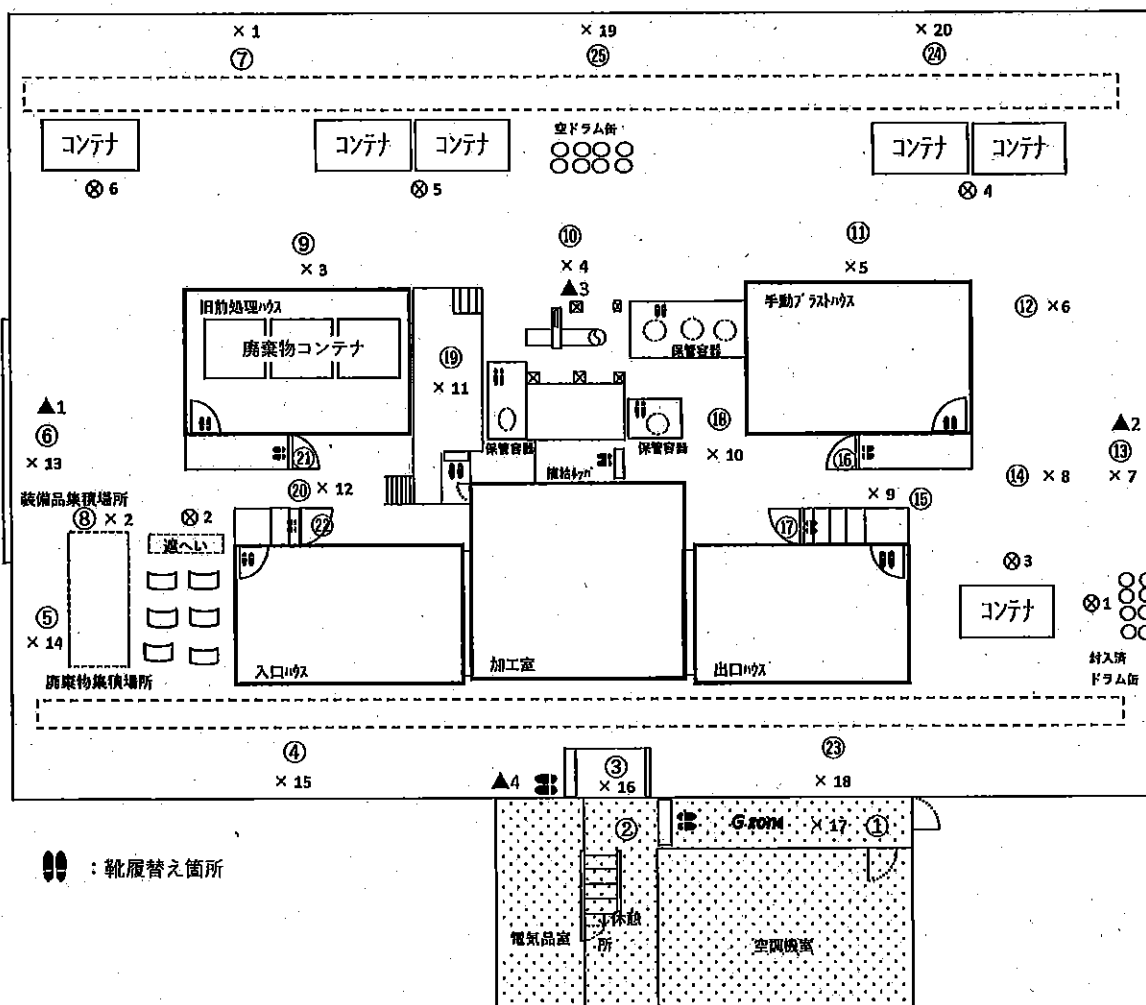 × 1
⑦
× 19
㉕
× 20
㉔
コンテナ
コンテナ
コンテナ
空ドラム缶
コンテナ
コンテナ
⊗ 6
⊗ 5
⊗ 4
⑨
× 3
⑩
× 4
▲3
⑪
×5
⑫ ×6
旧前処理ハウス
廃棄物コンテナ
⑲
× 11
保管容器
手動ブラストハウス
保管容器
保管容器
⑱
× 10
▲1
⑥
× 13
▲2
⑬
× 7
⑭ × 8
㉑
⑯
⑳ × 12
× 9 ⑮
装備品集積場所
⑧ × 2
⊗ 2
遮へい
㉒
⑰
⊗3
コンテナ
⊗1
⑤
× 14
封入済
ドラム缶
廃棄物集積場所
入口ハウス
加工室
出口ハウス
④
× 15
▲4
③
× 16
㉓
× 18
②
G zone
× 17 ①
:靴履替え箇所
電気品室
休憩
所
空調機室